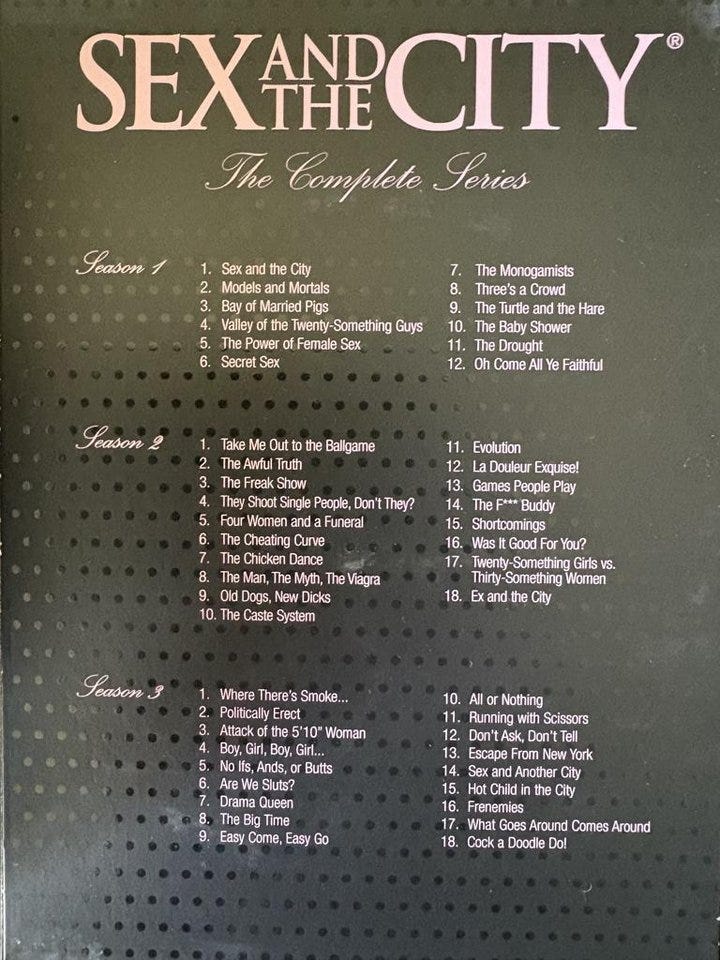 SEX AND THE CITY®
The Complete Series
Season 1
1. Sex and the City
2. Models and Mortals
3. Bay of Married Pigs
4. Valley of the Twenty-Something Guys
5. The Power of Female Sex
6. Secret Sex
7. The Monogamists
8. Three's a Crowd
9. The Turtle and the Hare
10. The Baby Shower
11. The Drought
12. Oh Come All Ye Faithful
Season 2
1. Take Me Out to the Ballgame
2. The Awful Truth
3. The Freak Show
4. They Shoot Single People, Don't They?
5. Four Women and a Funeral
6. The Cheating Curve
7. The Chicken Dance
8. The Man, The Myth, The Viagra
9. Old Dogs, New Dicks
10. The Caste System
11. Evolution
12. La Douleur Exquise!
13. Games People Play
14. The F*** Buddy
15. Shortcomings
16. Was It Good For You?
17. Twenty-Something Girls vs.
Thirty-Something Women
18. Ex and the City
Season 3
1. Where There's Smoke...
2. Politically Erect
3. Attack of the 5'10" Woman
4. Boy, Girl, Boy, Girl...
5. No Ifs, Ands, or Butts
6. Are We Sluts?
7. Drama Queen
8. The Big Time
9. Easy Come, Easy Go
10. All or Nothing
11. Running with Scissors
12. Don't Ask, Don't Tell
13. Escape From New York
14. Sex and Another City
15. Hot Child in the City
16. Frenemies
17. What Goes Around Comes Around
18. Cock a Doodle Do!